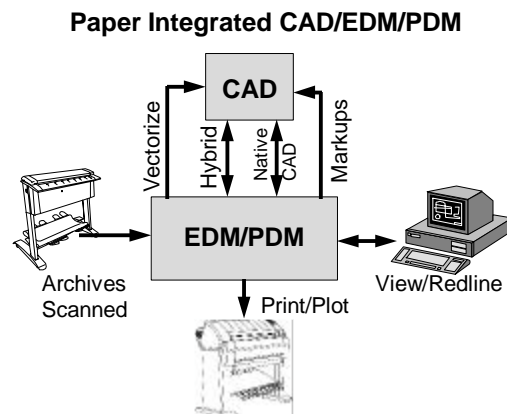 Paper Integrated CAD/EDM/PDM
CAD
Vectorize
Hybrid
Native
CAD
Markups
EDM/PDM
Archives
Scanned
View/Redline
Print/Plot